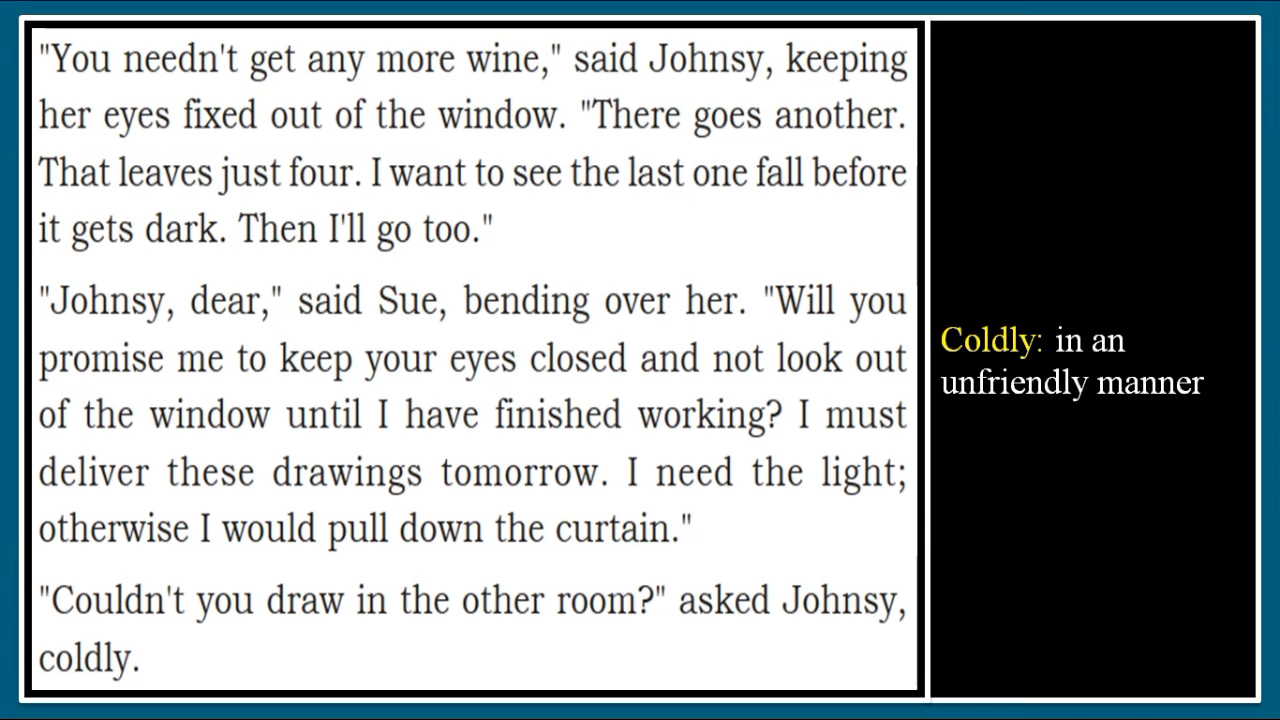 "You needn't get any more wine," said Johnsy, keeping
her eyes fixed out of the window. "There goes another.
That leaves just four. I want to see the last one fall before
it gets dark. Then I'll go too."
"Johnsy, dear," said Sue, bending over her. "Will you
promise me to keep your eyes closed and not look out
of the window until I have finished working? I must
deliver these drawings tomorrow. I need the light;
otherwise I would pull down the curtain."
"Couldn't you draw in the other room?" asked Johnsy,
coldly.
Coldly: in an
unfriendly manner